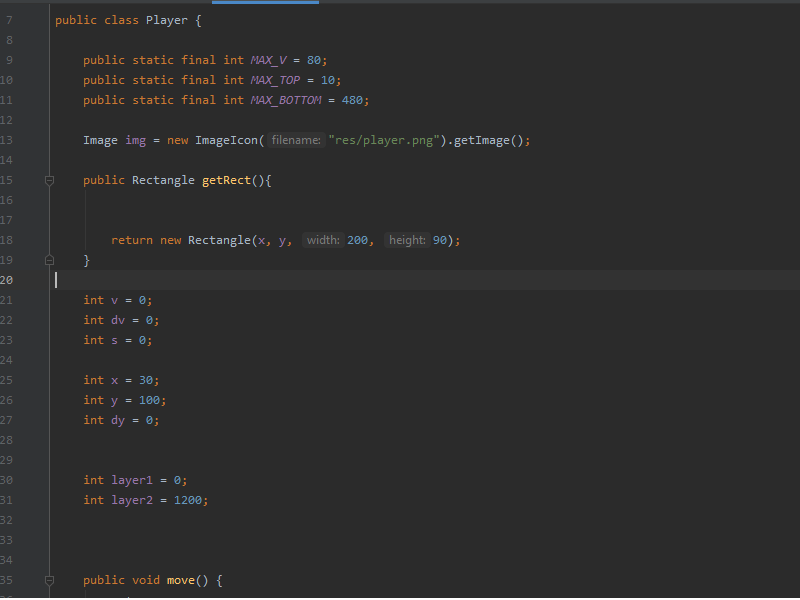 7 public class Player {
8
9 public static final int MAX_V = 80;
10 public static final int MAX_TOP = 10;
11 public static final int MAX_BOTTOM = 480;
12
13 Image img = new ImageIcon( filename: "res/player.png").getImage();
14
15 public Rectangle getRect(){
16
17
18 return new Rectangle(x, y, width: 200, height: 90);
19 }
20
21 int v = 0;
22 int dv = 0;
23 int s = 0;
24
25 int x = 30;
26 int y = 100;
27 int dy = 0;
28
29
30 int layer1 = 0;
31 int layer2 = 1200;
32
33
34
35 public void move() {